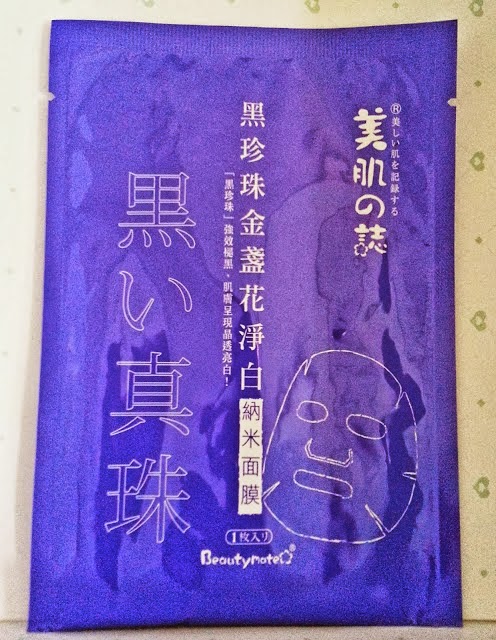 ®美しい肌を記録する
美肌の誌
黑珍珠金盞花淨白
納米面膜
「黑珍珠」強效褪黑、肌膚呈現晶透亮白！
黒い真珠
1枚入り
Beautymate®